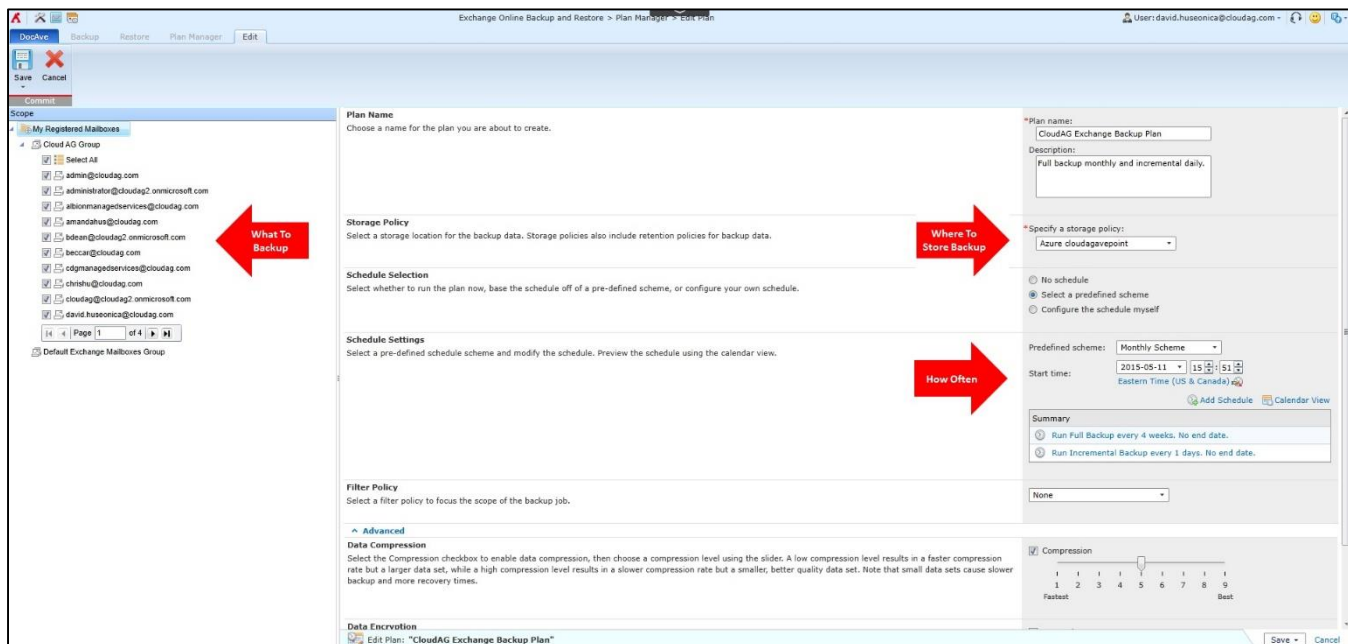 Exchange Online Backup and Restore > Plan Manager > Edit Plan
User: david.huseonica@cloudag.com
DocAve Backup Restore Plan Manager Edit
Save Cancel
Commit
Scope
My Registered Mailboxes
Cloud AG Group
Select All
admin@cloudag.com
administrator@cloudag2.onmicrosoft.com
albionmanagedservices@cloudag.com
amandahus@cloudag.com
bdean@cloudag2.onmicrosoft.com
beccar@cloudag.com
cdgmanagedservices@cloudag.com
chrishu@cloudag.com
cloudag@cloudag2.onmicrosoft.com
david.huseonica@cloudag.com
Page 1 of 4
Default Exchange Mailboxes Group
What To
Backup
Plan Name
Choose a name for the plan you are about to create.
*Plan name:
CloudAG Exchange Backup Plan
Description:
Full backup monthly and incremental daily.
Storage Policy
Select a storage location for the backup data. Storage policies also include retention policies for backup data.
Where To
Store Backup
*Specify a storage policy:
Azure cloudagavepoint
Schedule Selection
Select whether to run the plan now, base the schedule off of a pre-defined scheme, or configure your own schedule.
No schedule
Select a predefined scheme
Configure the schedule myself
Schedule Settings
Select a pre-defined schedule scheme and modify the schedule. Preview the schedule using the calendar view.
How Often
Predefined scheme: Monthly Scheme
Start time: 2015-05-11 15 : 51
Eastern Time (US & Canada)
Add Schedule Calendar View
Summary
Run Full Backup every 4 weeks. No end date.
Run Incremental Backup every 1 days. No end date.
Filter Policy
Select a filter policy to focus the scope of the backup job.
None
Advanced
Data Compression
Select the Compression checkbox to enable data compression, then choose a compression level using the slider. A low compression level results in a faster compression
rate but a larger data set, while a high compression level results in a slower compression rate but a smaller, better quality data set. Note that small data sets cause slower
backup and more recovery times.
Compression
1 2 3 4 5 6 7 8 9
Fastest Best
Data Encryption
Edit Plan: "CloudAG Exchange Backup Plan"
Save Cancel